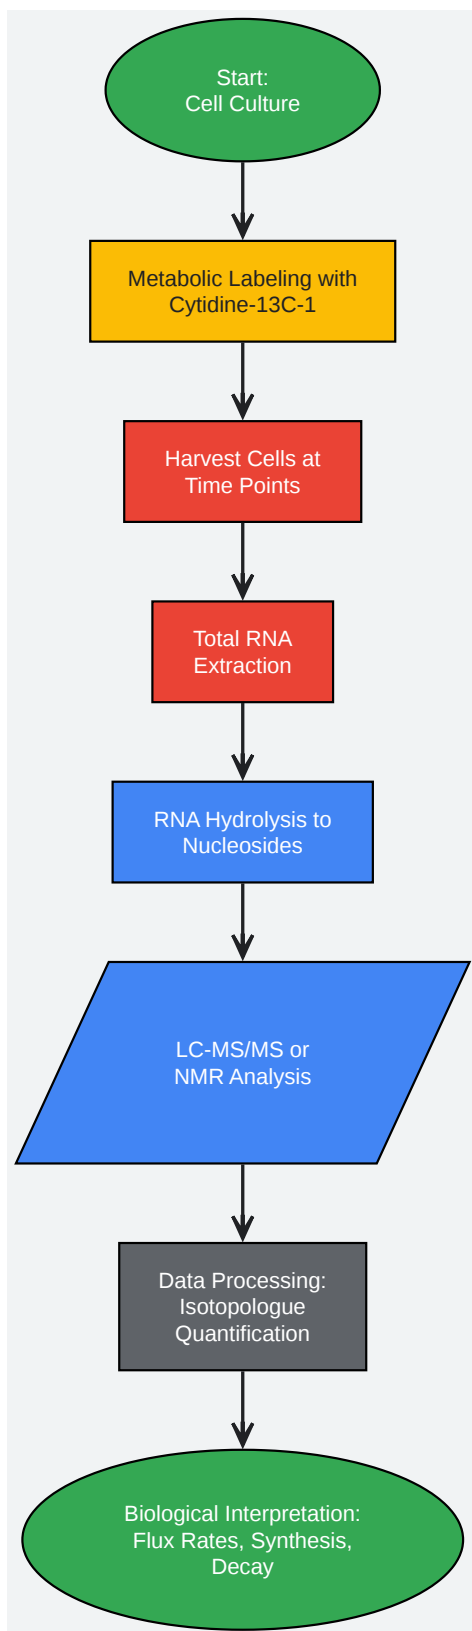 Start:
Cell Culture
Metabolic Labeling with
Cytidine-13C-1
Harvest Cells at
Time Points
Total RNA
Extraction
RNA Hydrolysis to
Nucleosides
LC-MS/MS or
NMR Analysis
Data Processing:
Isotopologue
Quantification
Biological Interpretation:
Flux Rates, Synthesis,
Decay